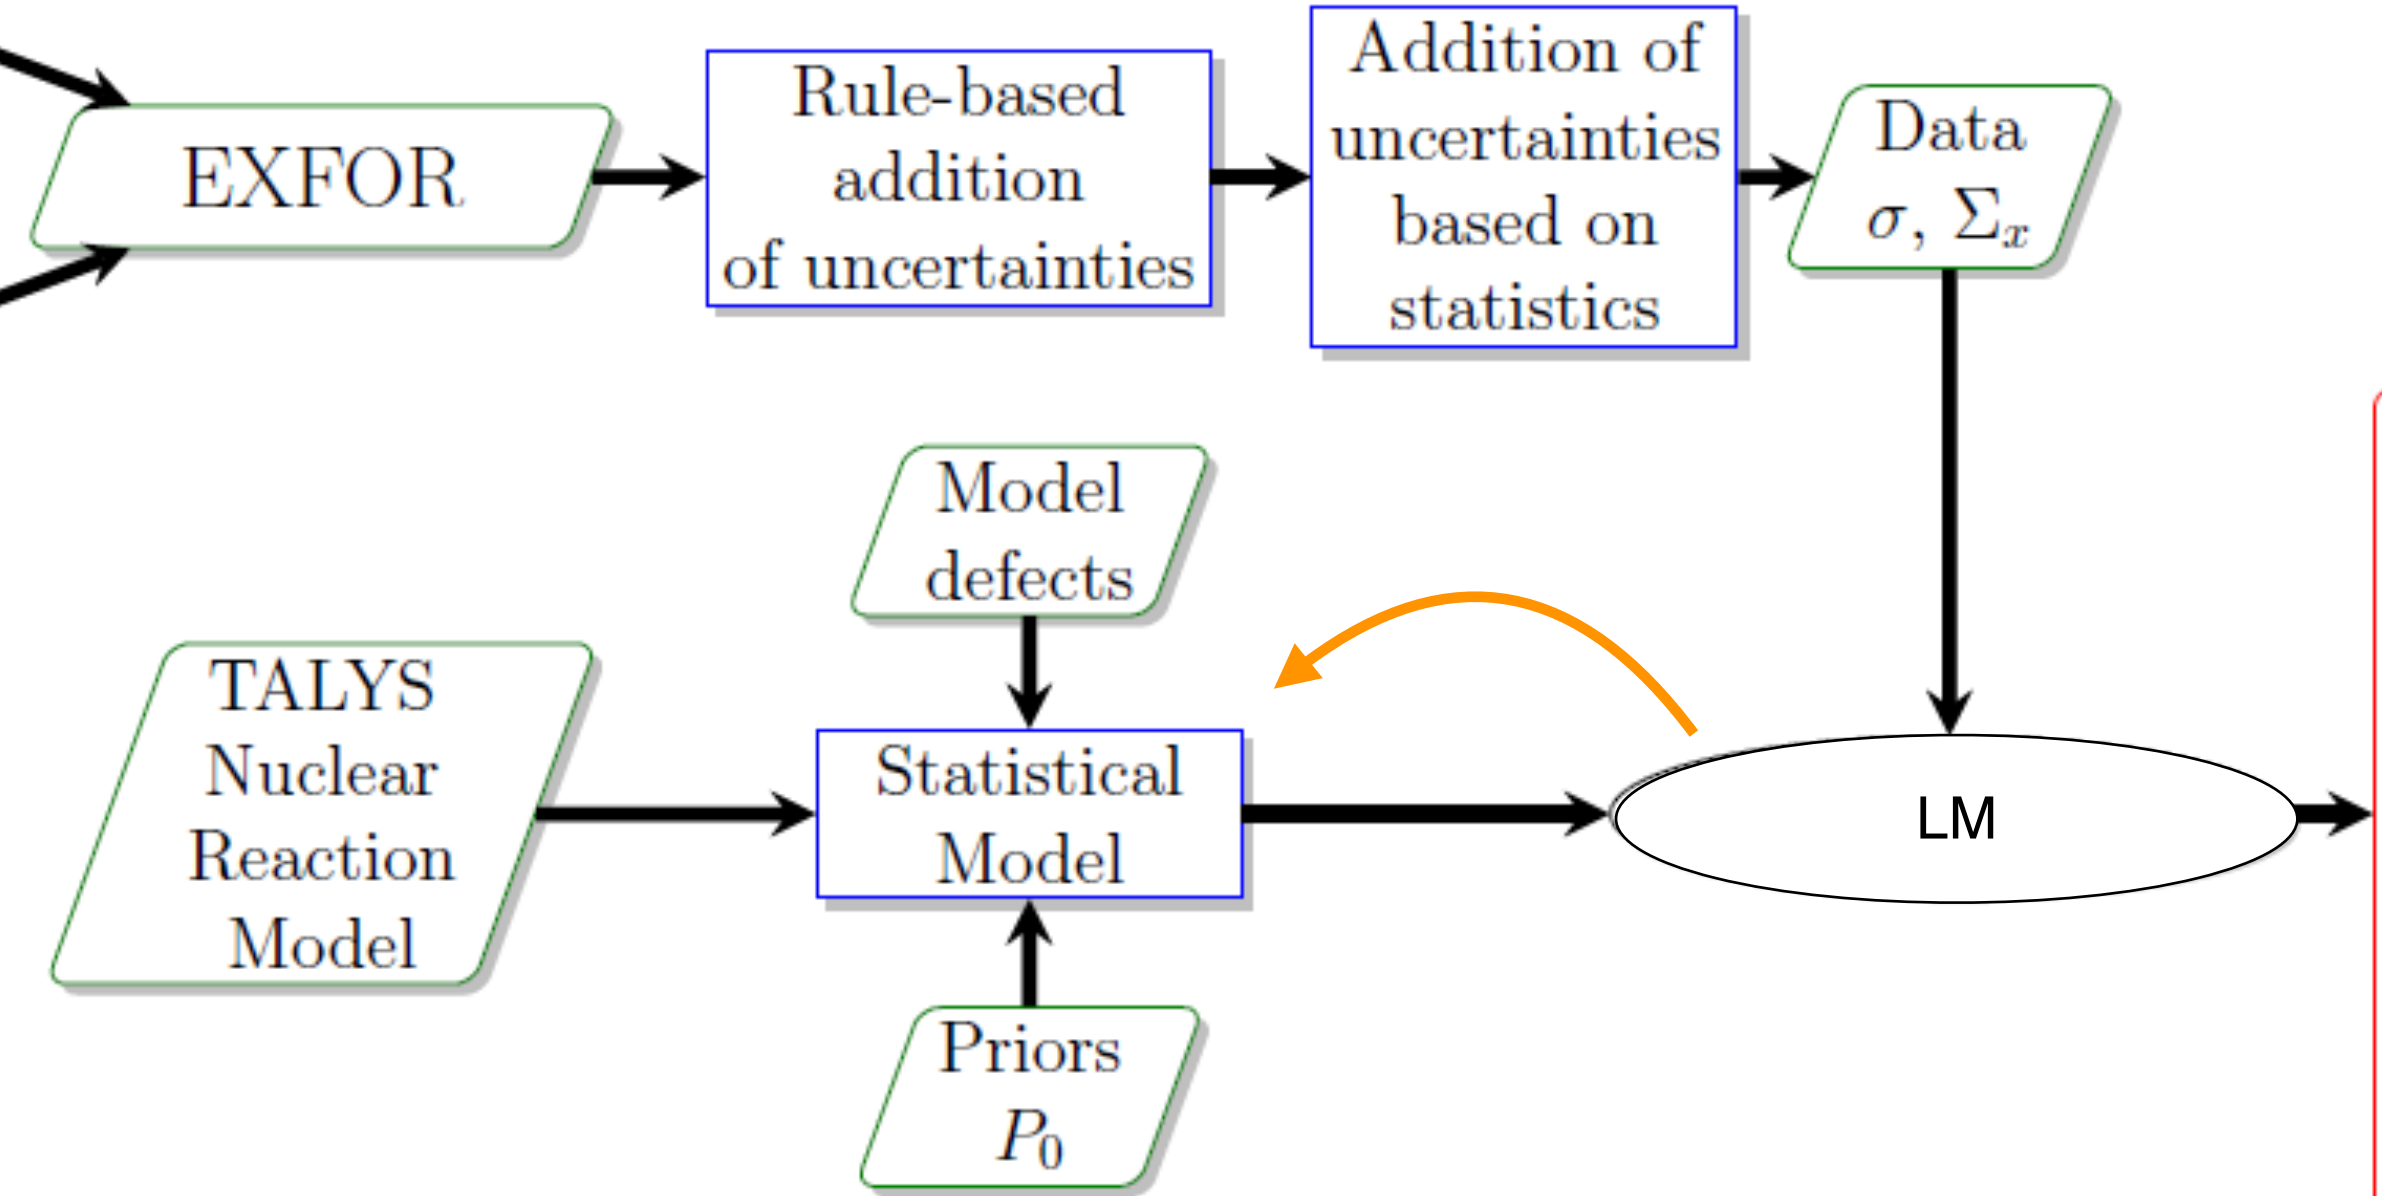 EXFOR
Rule-based
addition
of uncertainties
Addition of
uncertainties
based on
statistics
Data
σ, Σₓ
Model
defects
TALYS
Nuclear
Reaction
Model
Statistical
Model
LM
Priors
P₀